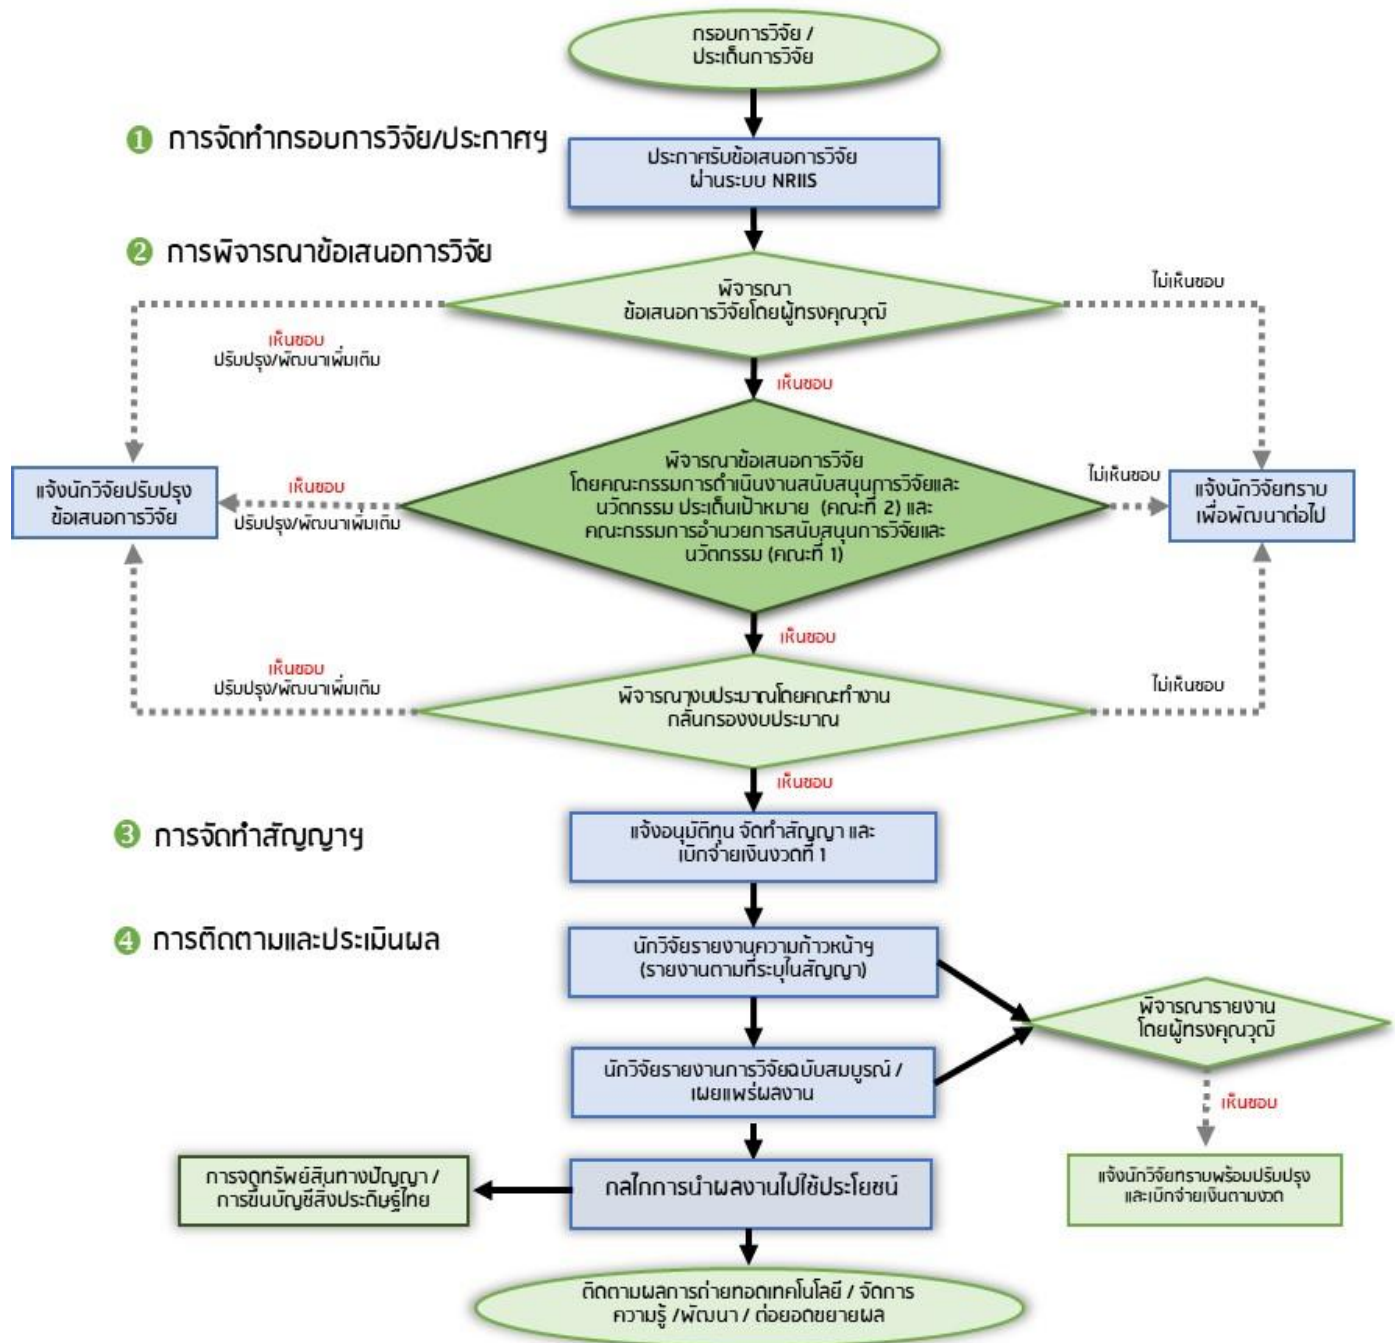 กรอบการวิจัย /
ประเด็นการวิจัย
1 การจัดทำกรอบการวิจัย/ประกาศฯ
ประกาศรับข้อเสนอการวิจัย
ผ่านระบบ NRIIS
2 การพิจารณาข้อเสนอการวิจัย
พิจารณา
ข้อเสนอการวิจัยโดยผู้ทรงคุณวุฒิ
ไม่เห็นชอบ
เห็นชอบ
ปรับปรุง/พัฒนาเพิ่มเติม
เห็นชอบ
พิจารณาข้อเสนอการวิจัย
โดยคณะกรรมการดำเนินงานสนับสนุนการวิจัยและ
นวัตกรรม ประเด็นเป้าหมาย (คณะที่ 2) และ
คณะกรรมการอำนวยการสนับสนุนการวิจัยและ
นวัตกรรม (คณะที่ 1)
แจ้งนักวิจัยปรับปรุง
ข้อเสนอการวิจัย
เห็นชอบ
ปรับปรุง/พัฒนาเพิ่มเติม
ไม่เห็นชอบ
แจ้งนักวิจัยทราบ
เพื่อพัฒนาต่อไป
เห็นชอบ
เห็นชอบ
ปรับปรุง/พัฒนาเพิ่มเติม
พิจารณางบประมาณโดยคณะทำงาน
กลั่นกรองงบประมาณ
ไม่เห็นชอบ
เห็นชอบ
3 การจัดทำสัญญาฯ
แจ้งอนุมัติทุน จัดทำสัญญา และ
เบิกจ่ายเงินงวดที่ 1
4 การติดตามและประเมินผล
นักวิจัยรายงานความก้าวหน้าฯ
(รายงานตามที่ระบุในสัญญา)
พิจารณารายงาน
โดยผู้ทรงคุณวุฒิ
นักวิจัยรายงานการวิจัยฉบับสมบูรณ์ /
เผยแพร่ผลงาน
เห็นชอบ
การจดทรัพย์สินทางปัญญา /
การขึ้นบัญชีสิ่งประดิษฐ์ไทย
กลไกการนำผลงานไปใช้ประโยชน์
แจ้งนักวิจัยทราบพร้อมปรับปรุง
และเบิกจ่ายเงินตามงวด
ติดตามผลการถ่ายทอดเทคโนโลยี / จัดการ
ความรู้ /พัฒนา / ต่อยอดขยายผล